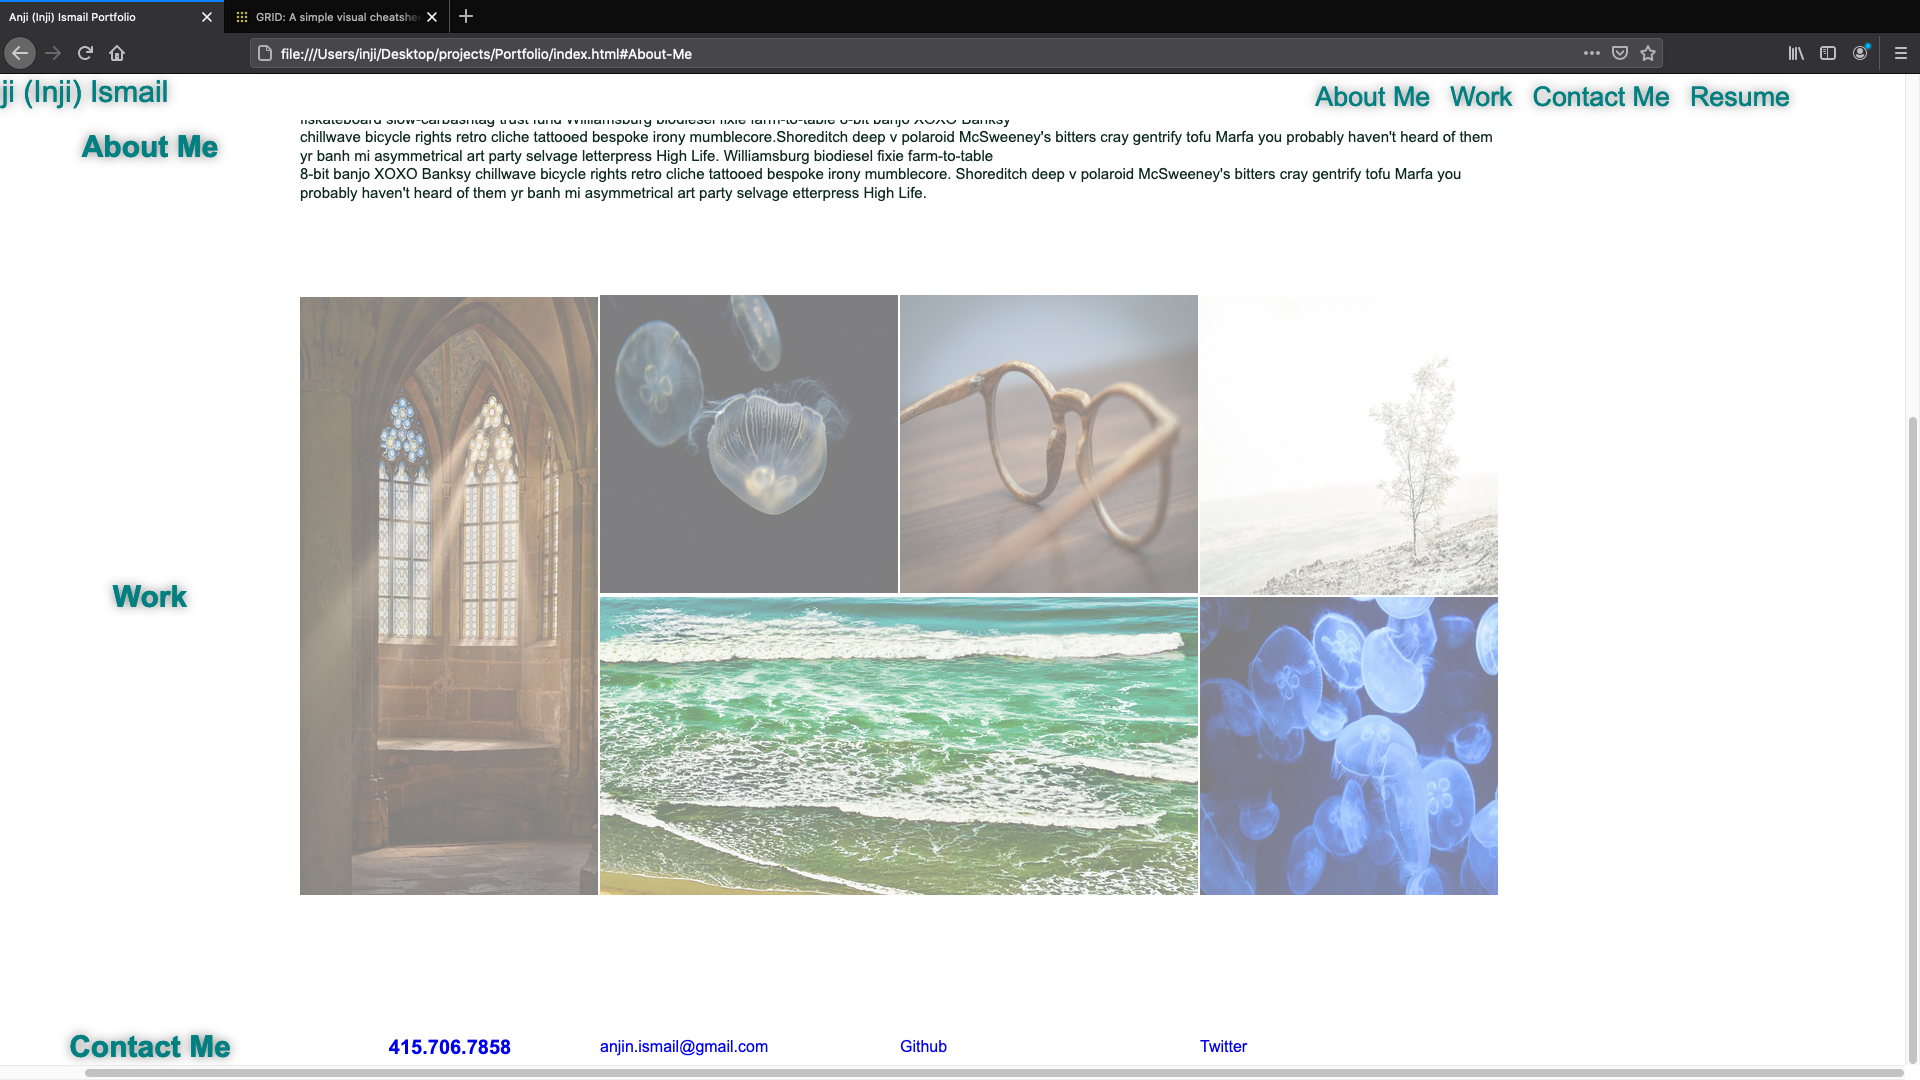 Anji (Inji) Ismail Portfolio
GRID: A simple visual cheatshe
file:///Users/inji/Desktop/projects/Portfolio/index.html#About-Me
ji (Inji) Ismail
About Me Work Contact Me Resume
About Me
fiskateboard slow-carbashtag trust fund Williamsburg biodiesel fixie farm-to-table 8-bit banjo XOXO Banksy
chillwave bicycle rights retro cliche tattooed bespoke irony mumblecore.Shoreditch deep v polaroid McSweeney's bitters cray gentrify tofu Marfa you probably haven't heard of them
yr banh mi asymmetrical art party selvage letterpress High Life. Williamsburg biodiesel fixie farm-to-table
8-bit banjo XOXO Banksy chillwave bicycle rights retro cliche tattooed bespoke irony mumblecore. Shoreditch deep v polaroid McSweeney's bitters cray gentrify tofu Marfa you
probably haven't heard of them yr banh mi asymmetrical art party selvage etterpress High Life.
Work
Contact Me
415.706.7858
anjin.ismail@gmail.com
Github
Twitter